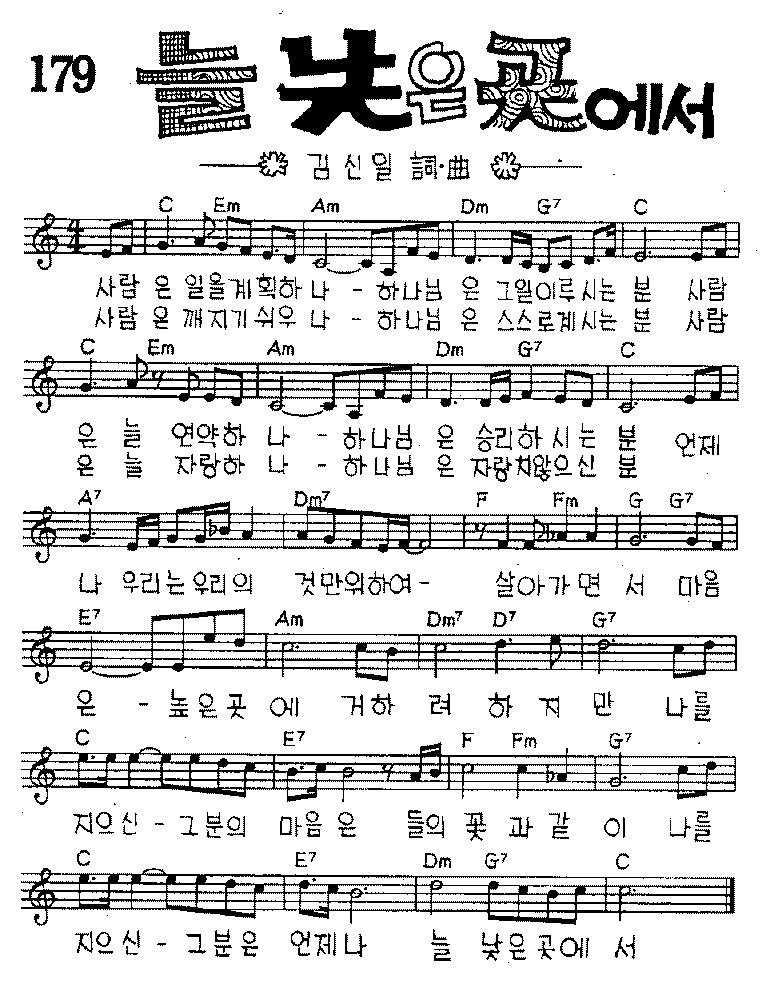 179 늘 낮은 곳에서
김신일 詞·曲
C Em Am Dm G7 C
사람 은 일을계획하 나 - 하나님 은 그일이루시는 분 사람
사람 은 깨지기쉬우 나 - 하나님 은 스스로계시는 분 사람
C Em Am Dm G7 C
은 늘 연약하 나 - 하나님 은 승리하시는 분 언제
은 늘 자랑하 나 - 하나님 은 자랑치않으신 분
A7 Dm7 F Fm G G7
나 우리는우리의 것만위하여- 살아가면 서 마음
E7 Am Dm7 D7 G7
은 - 높은곳 에 거하 려 하 지 만 나를
C E7 F Fm G7
지으신 - 그분의 마음은 들의 꽃 과 같 이 나를
C E7 Dm G7 C
지으신 - 그분은 언제나 늘 낮은곳에 서